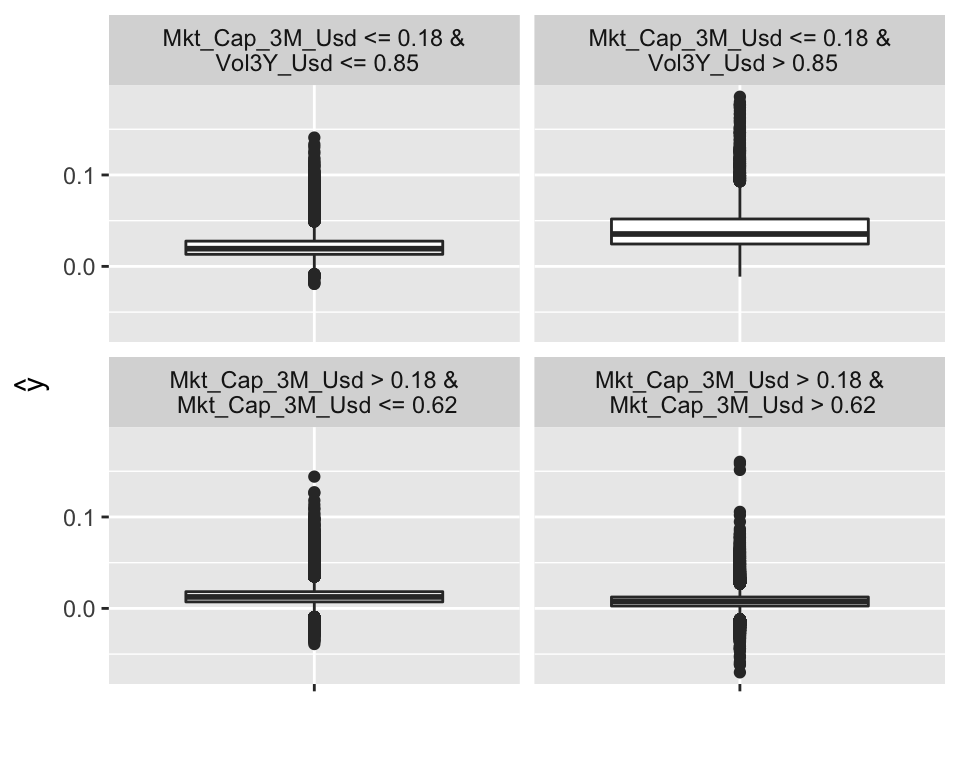 Mkt_Cap_3M_Usd <= 0.18 &
Vol3Y_Usd <= 0.85
Mkt_Cap_3M_Usd <= 0.18 &
Vol3Y_Usd > 0.85
0.1
0.0
ŷ
Mkt_Cap_3M_Usd > 0.18 &
Mkt_Cap_3M_Usd <= 0.62
Mkt_Cap_3M_Usd > 0.18 &
Mkt_Cap_3M_Usd > 0.62
0.1
0.0